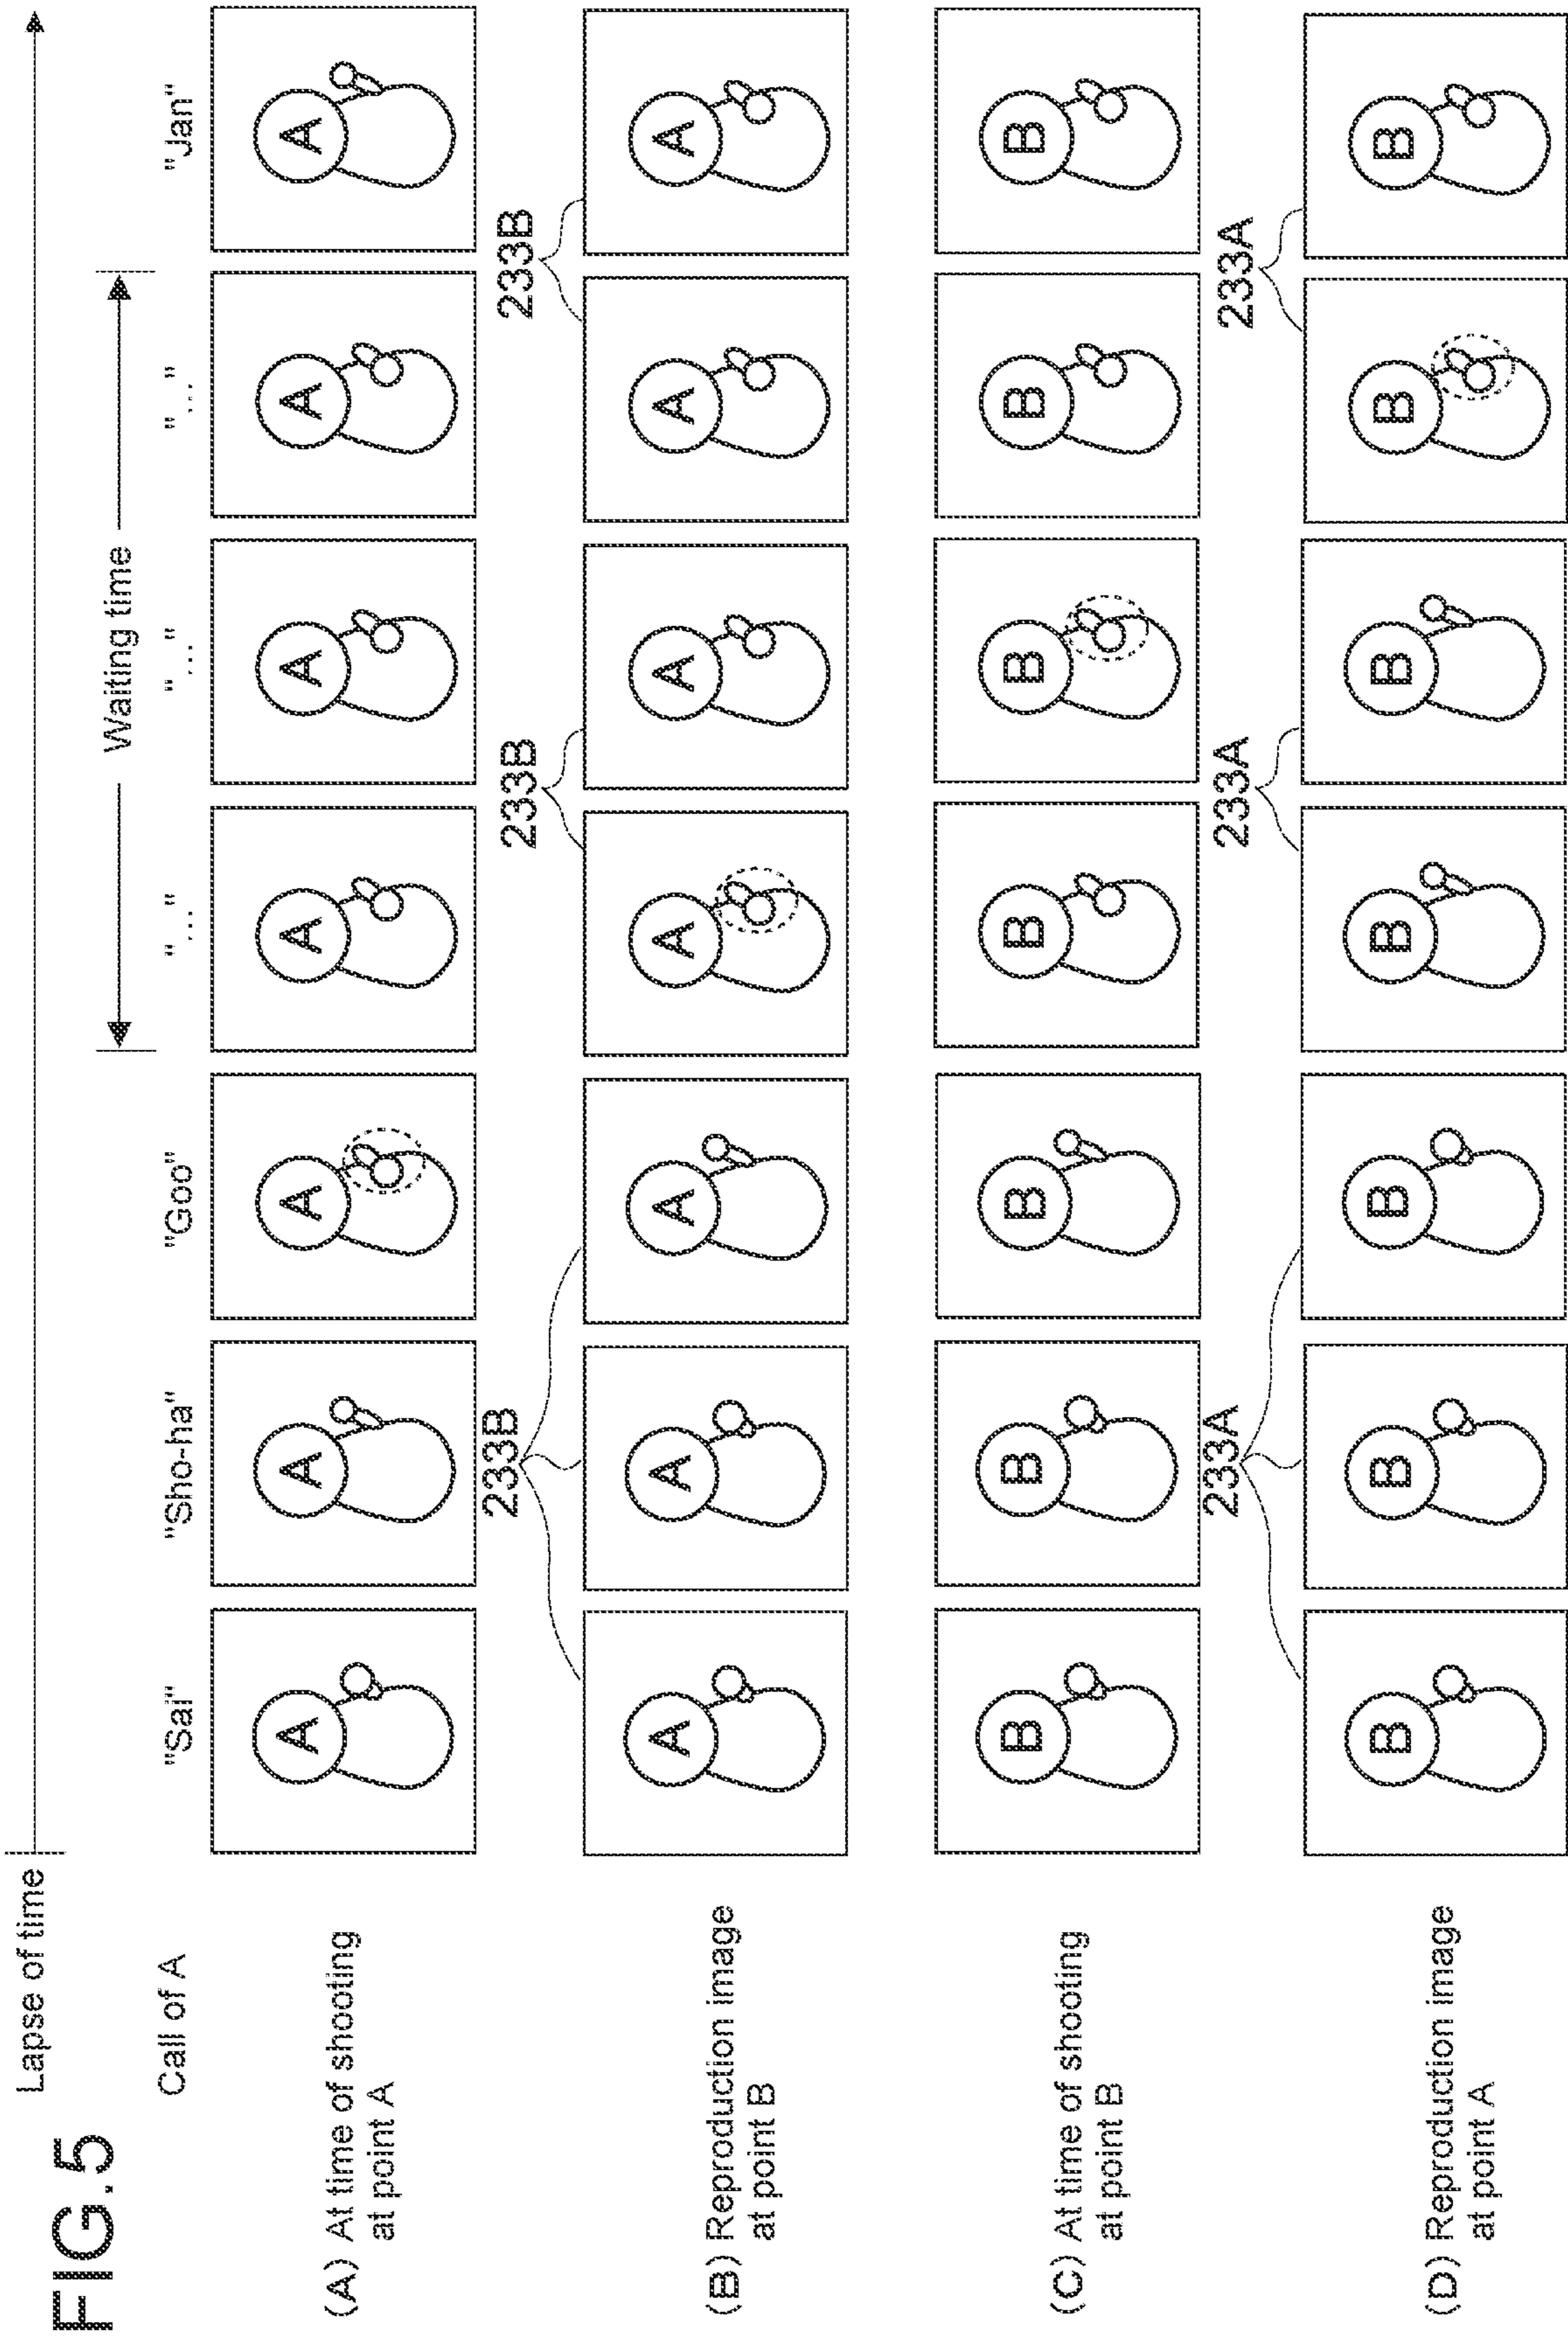 FIG.5
Lapse of time
Waiting time
Call of A "Sai" "Sho-ha" "Goo" "..." "..." "..." "Jan"
(A) At time of shooting
at point A
A A A A A A A
233B 233B 233B
(B) Reproduction image
at point B
A A A A A A A
(C) At time of shooting
at point B
B B B B B B B
233A 233A 233A
(D) Reproduction image
at point A
B B B B B B B